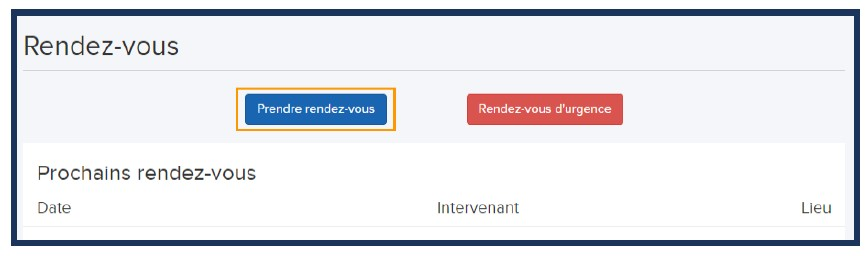 Rendez-vous
Prendre rendez-vous
Rendez-vous d'urgence
Prochains rendez-vous
Date
Intervenant
Lieu